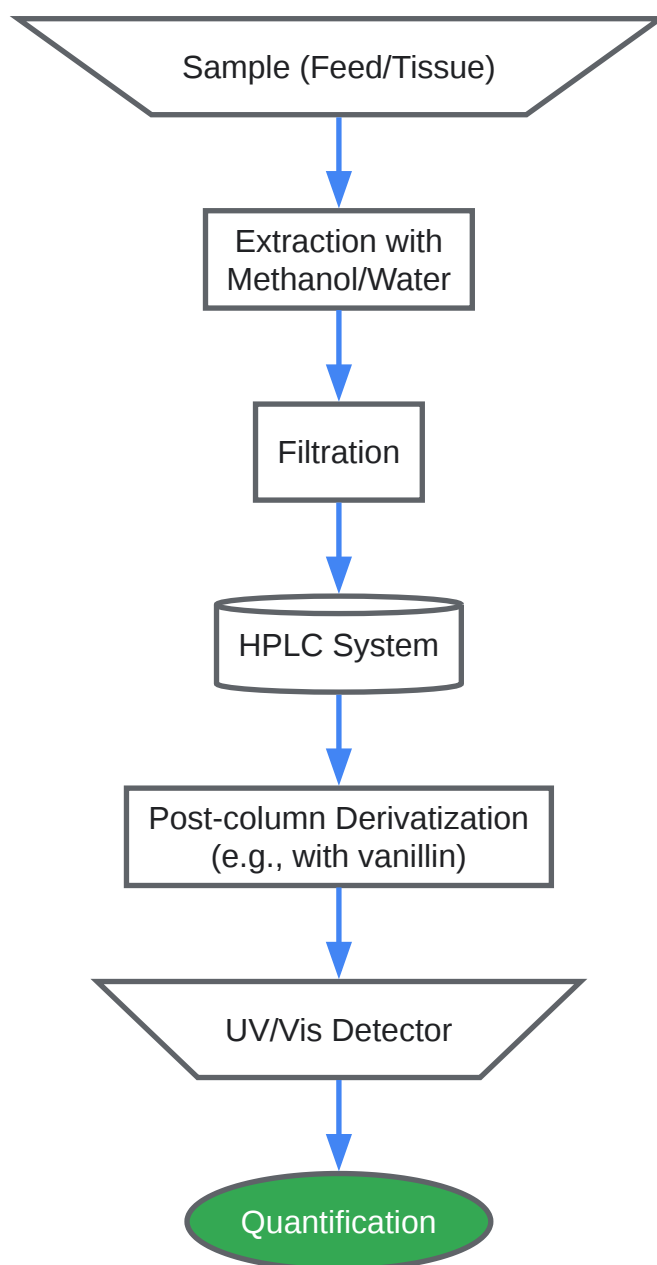 Sample (Feed/Tissue)
Extraction with
Methanol/Water
Filtration
HPLC System
Post-column Derivatization
(e.g., with vanillin)
UV/Vis Detector
Quantification